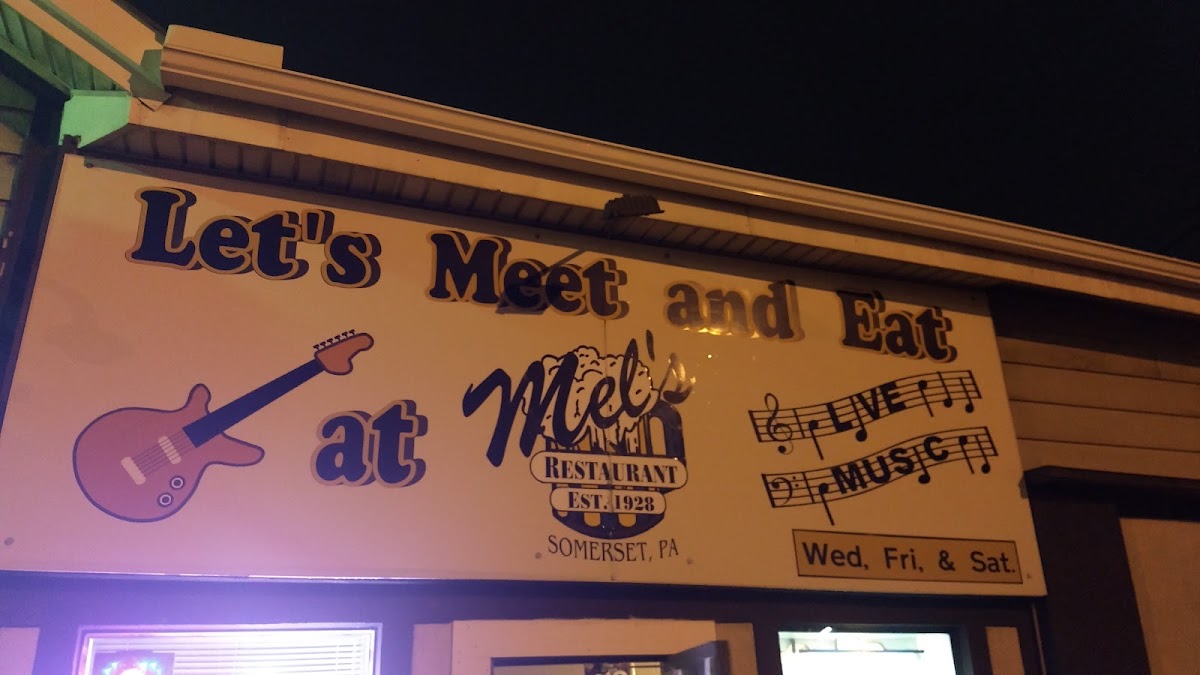 Let's Meet and Eat
at
Mel's
RESTAURANT
EST. 1928
SOMERSET, PA
LIVE
MUSIC
Wed, Fri, & Sat.